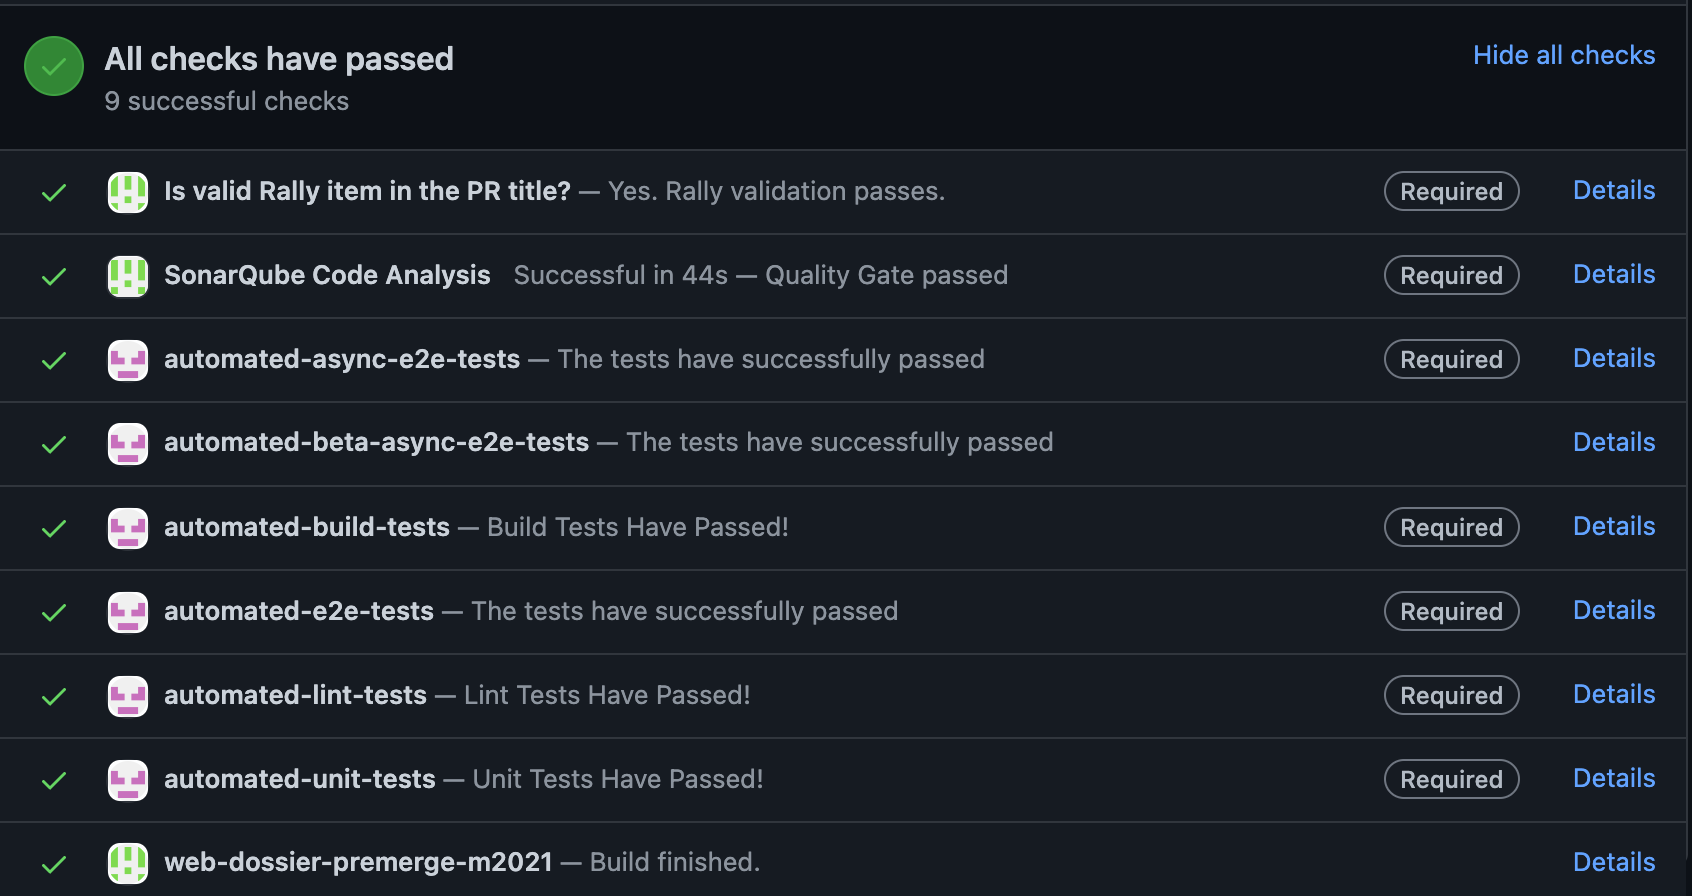 All checks have passed
Hide all checks
9 successful checks
Is valid Rally item in the PR title? — Yes. Rally validation passes. Required Details
SonarQube Code Analysis Successful in 44s — Quality Gate passed Required Details
automated-async-e2e-tests — The tests have successfully passed Required Details
automated-beta-async-e2e-tests — The tests have successfully passed Details
automated-build-tests — Build Tests Have Passed! Required Details
automated-e2e-tests — The tests have successfully passed Required Details
automated-lint-tests — Lint Tests Have Passed! Required Details
automated-unit-tests — Unit Tests Have Passed! Required Details
web-dossier-premerge-m2021 — Build finished. Details